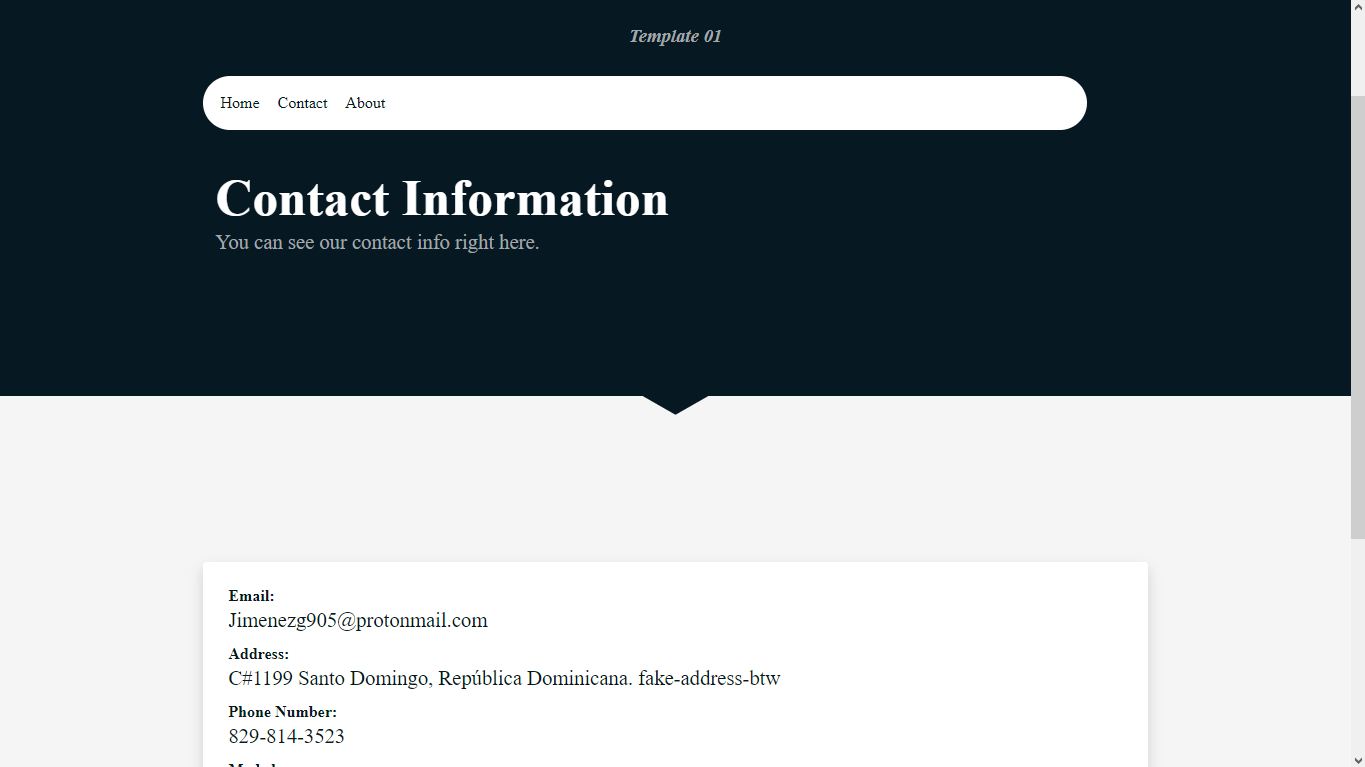 Template 01
Home Contact About
Contact Information
You can see our contact info right here.
Email:
Jimenezg905@protonmail.com
Address:
C#1199 Santo Domingo, República Dominicana. fake-address-btw
Phone Number:
829-814-3523